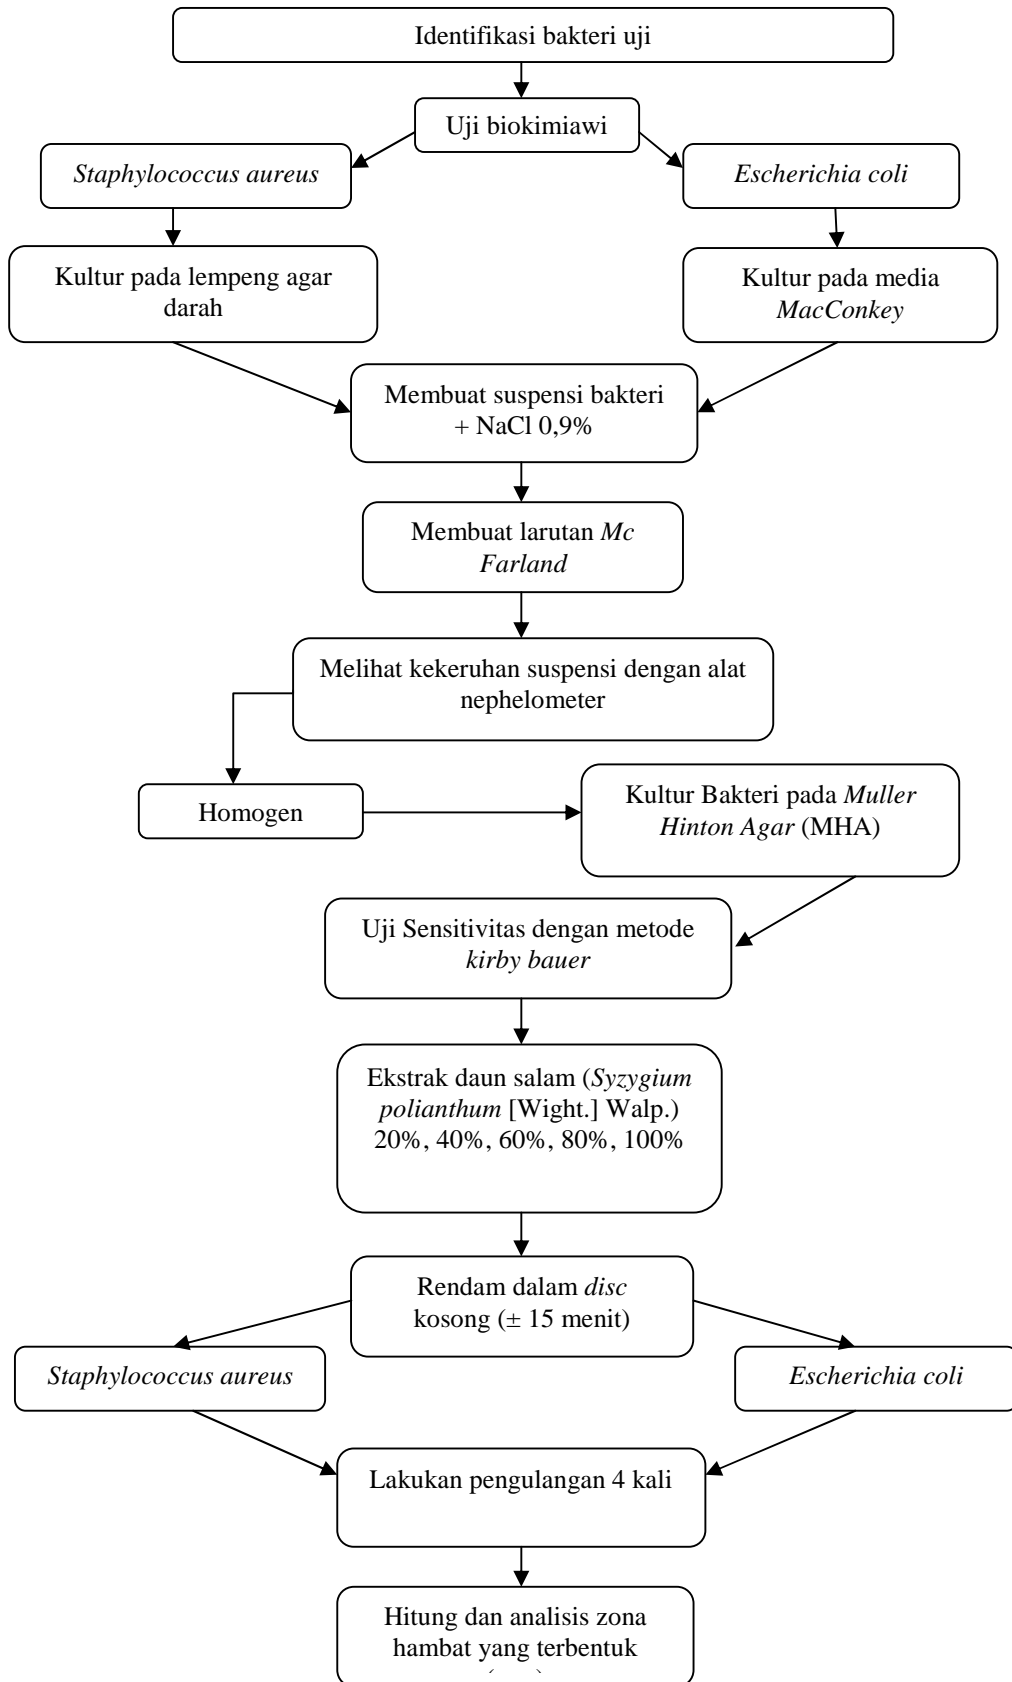 Identifikasi bakteri uji
Uji biokimiawi
Staphylococcus aureus
Escherichia coli
Kultur pada lempeng agar
darah
Kultur pada media
MacConkey
Membuat suspensi bakteri
+ NaCl 0,9%
Membuat larutan Mc
Farland
Melihat kekeruhan suspensi dengan alat
nephelometer
Homogen
Kultur Bakteri pada Muller
Hinton Agar (MHA)
Uji Sensitivitas dengan metode
kirby bauer
Ekstrak daun salam (Syzygium
polianthum [Wight.] Walp.)
20%, 40%, 60%, 80%, 100%
Rendam dalam disc
kosong (± 15 menit)
Staphylococcus aureus
Escherichia coli
Lakukan pengulangan 4 kali
Hitung dan analisis zona
hambat yang terbentuk